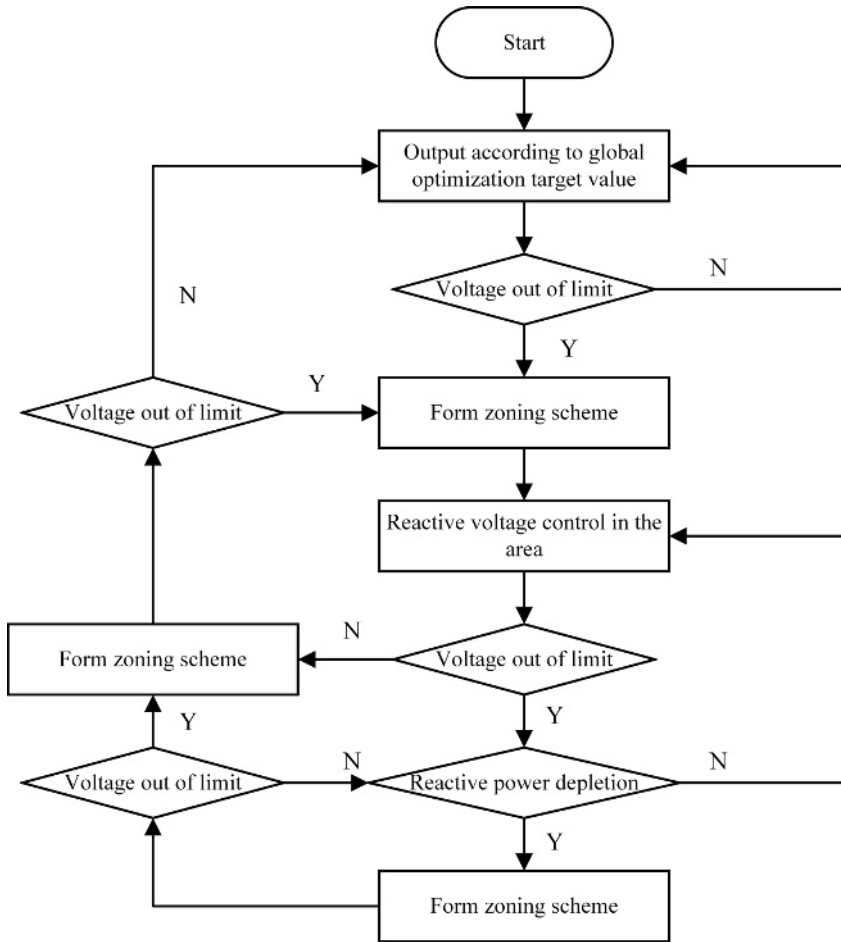 Start
Output according to global
optimization target value
N
Voltage out of limit
N
Y
Voltage out of limit
Y
Form zoning scheme
Reactive voltage control in the
area
N
Form zoning scheme
Voltage out of limit
Y
Y
Voltage out of limit
N
Reactive power depletion
N
Y
Form zoning scheme